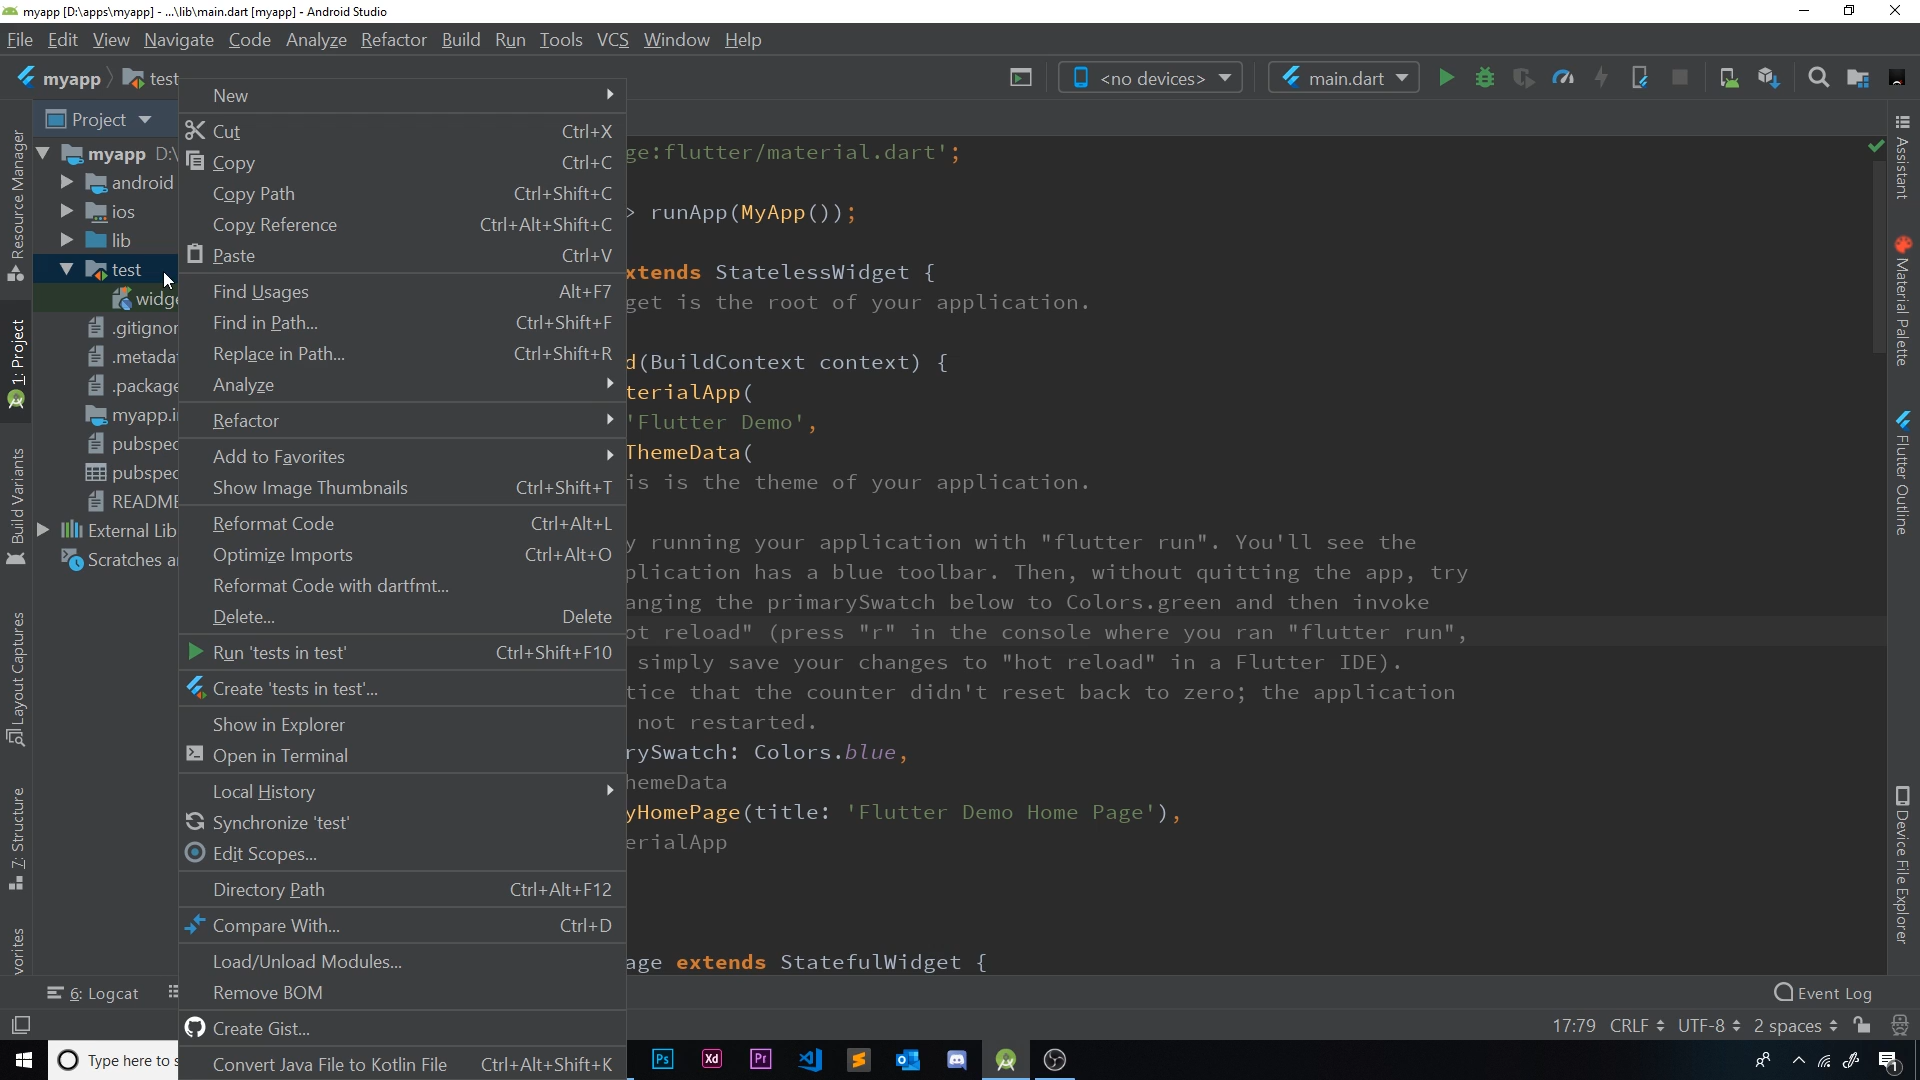 myapp [D:\apps\myapp] - ...\lib\main.dart [myapp] - Android Studio
File Edit View Navigate Code Analyze Refactor Build Run Tools VCS Window Help
myapp test
<no devices> main.dart
Project
myapp D:\
android
ios
lib
test
widge
.gitignor
.metadat
.package
myapp.i
pubspec
pubspec
README
External Lib
Scratches a
Resource Manager
1: Project
Build Variants
Layout Captures
7: Structure
vorites
New
Cut Ctrl+X
Copy Ctrl+C
Copy Path Ctrl+Shift+C
Copy Reference Ctrl+Alt+Shift+C
Paste Ctrl+V
Find Usages Alt+F7
Find in Path... Ctrl+Shift+F
Replace in Path... Ctrl+Shift+R
Analyze
Refactor
Add to Favorites
Show Image Thumbnails Ctrl+Shift+T
Reformat Code Ctrl+Alt+L
Optimize Imports Ctrl+Alt+O
Reformat Code with dartfmt...
Delete... Delete
Run 'tests in test' Ctrl+Shift+F10
Create 'tests in test'...
Show in Explorer
Open in Terminal
Local History
Synchronize 'test'
Edit Scopes...
Directory Path Ctrl+Alt+F12
Compare With... Ctrl+D
Load/Unload Modules...
Remove BOM
Create Gist...
Convert Java File to Kotlin File Ctrl+Alt+Shift+K
ge:flutter/material.dart';
> runApp(MyApp());
xtends StatelessWidget {
get is the root of your application.
d(BuildContext context) {
terialApp(
'Flutter Demo',
ThemeData(
is is the theme of your application.
y running your application with "flutter run". You'll see the
plication has a blue toolbar. Then, without quitting the app, try
anging the primarySwatch below to Colors.green and then invoke
ot reload" (press "r" in the console where you ran "flutter run",
simply save your changes to "hot reload" in a Flutter IDE).
tice that the counter didn't reset back to zero; the application
not restarted.
rySwatch: Colors.blue,
hemeData
yHomePage(title: 'Flutter Demo Home Page'),
erialApp
age extends StatefulWidget {
Assistant
Material Palette
Flutter Outline
Device File Explorer
6: Logcat
Event Log
17:79 CRLF UTF-8 2 spaces
Type here to s
Ps Xd Pr
1